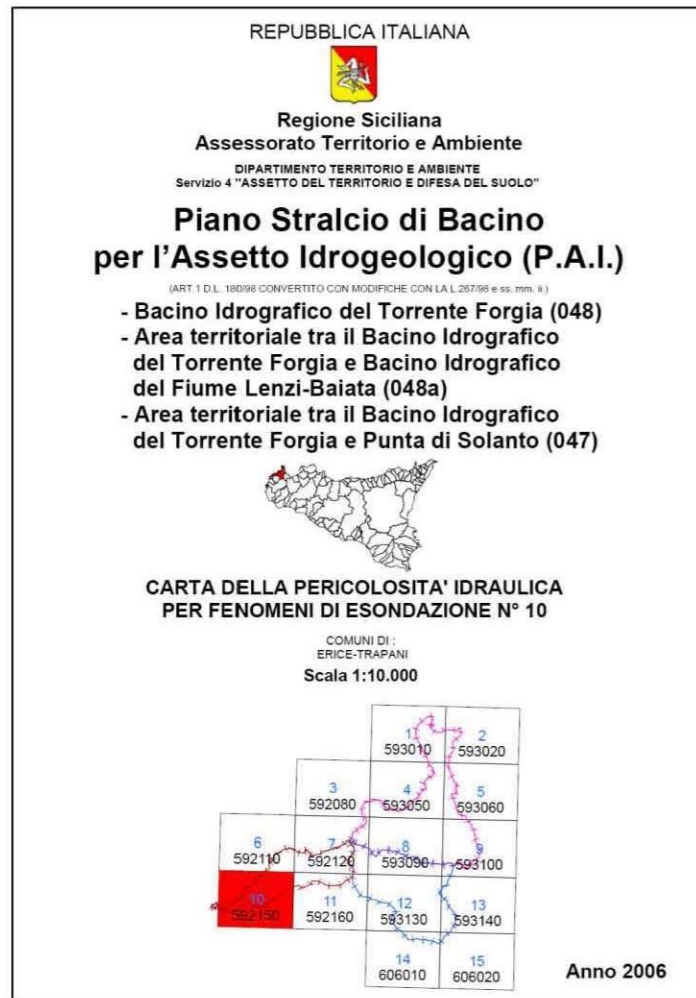 REPUBBLICA ITALIANA
Regione Siciliana
Assessorato Territorio e Ambiente
DIPARTIMENTO TERRITORIO E AMBIENTE
Servizio 4 "ASSETTO DEL TERRITORIO E DIFESA DEL SUOLO"
Piano Stralcio di Bacino
per l'Assetto Idrogeologico (P.A.I.)
(ART.1 D.L. 180/98 CONVERTITO CON MODIFICHE CON LA L.267/98 e ss. mm. ii.)
- Bacino Idrografico del Torrente Forgia (048)
- Area territoriale tra il Bacino Idrografico
del Torrente Forgia e Bacino Idrografico
del Fiume Lenzi-Baiata (048a)
- Area territoriale tra il Bacino Idrografico
del Torrente Forgia e Punta di Solanto (047)
CARTA DELLA PERICOLOSITA' IDRAULICA
PER FENOMENI DI ESONDAZIONE N° 10
COMUNI DI :
ERICE-TRAPANI
Scala 1:10.000
1 2
593010 593020
3 4 5
592080 593050 593060
6 7 8 9
592110 592120 593090 593100
10 11 12 13
592150 592160 593130 593140
14 15
606010 606020
Anno 2006